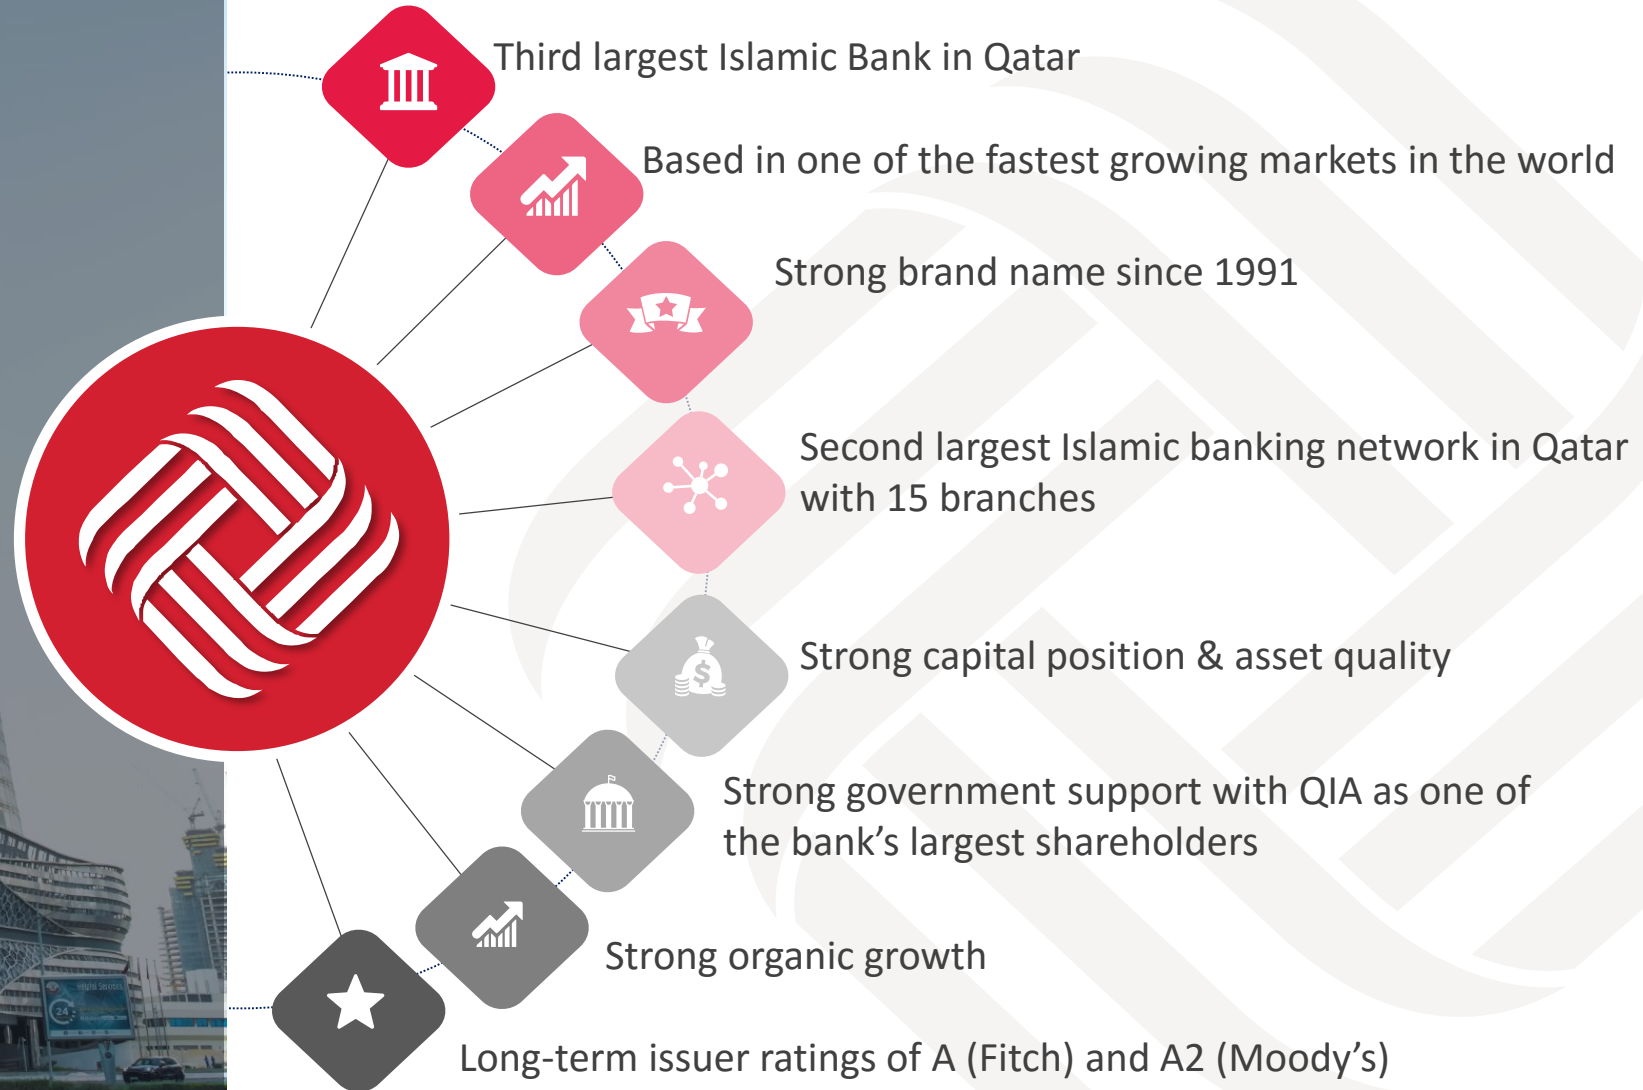 Third largest Islamic Bank in Qatar
Based in one of the fastest growing markets in the world
Strong brand name since 1991
Second largest Islamic banking network in Qatar
with 15 branches
Strong capital position & asset quality
Strong government support with QIA as one of
the bank’s largest shareholders
Strong organic growth
Long-term issuer ratings of A (Fitch) and A2 (Moody’s)
$
24